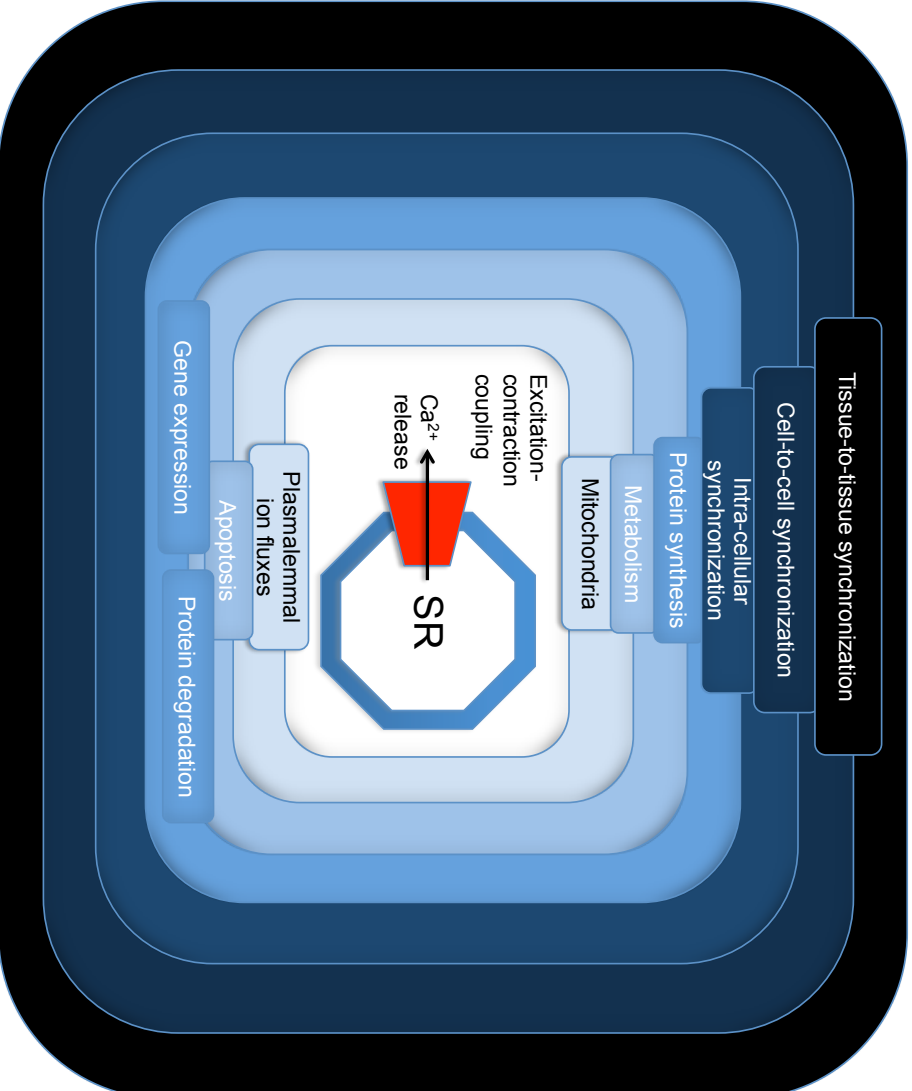 Tissue-to-tissue synchronization
Cell-to-cell synchronization
Intra-cellular
synchronization
Protein synthesis
Metabolism
Mitochondria
Excitation-
contraction
coupling
Ca²⁺
release
SR
Plasmalemmal
ion fluxes
Apoptosis
Gene expression
Protein degradation